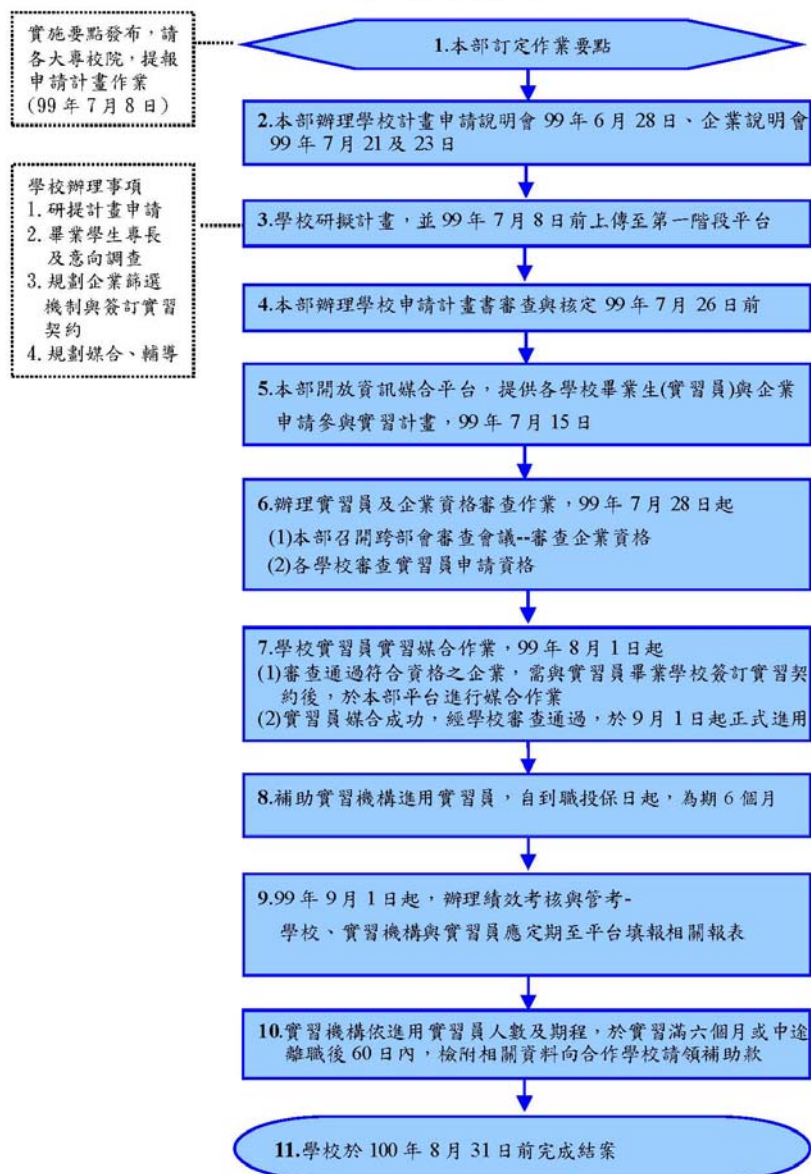 實施要點發布，請
各大專校院，提報
申請計畫作業
(99年7月8日)
1.本部訂定作業要點
2.本部辦理學校計畫申請說明會 99年6月28日、企業說明會
99年7月21及23日
學校辦理事項
1.研提計畫申請
2.畢業學生專長
及意向調查
3.規劃企業篩選
機制與簽訂實習
契約
4.規劃媒合、輔導
3.學校研擬計畫，並99年7月8日前上傳至第一階段平台
4.本部辦理學校申請計畫書審查與核定 99年7月26日前
5.本部開放資訊媒合平台，提供各學校畢業生(實習員)與企業
申請參與實習計畫，99年7月15日
6.辦理實習員及企業資格審查作業，99年7月28日起
(1)本部召開跨部會審查會議--審查企業資格
(2)各學校審查實習員申請資格
7.學校實習員實習媒合作業，99年8月1日起
(1)審查通過符合資格之企業，需與實習員畢業學校簽訂實習契
約後，於本部平台進行媒合作業
(2)實習員媒合成功，經學校審查通過，於9月1日起正式進用
8.補助實習機構進用實習員，自到職投保日起，為期6個月
9.99年9月1日起，辦理績效考核與管考-
學校、實習機構與實習員應定期至平台填報相關報表
10.實習機構依進用實習員人數及期程，於實習滿六個月或中途
離職後60日內，檢附相關資料向合作學校請領補助款
11.學校於100年8月31日前完成結案